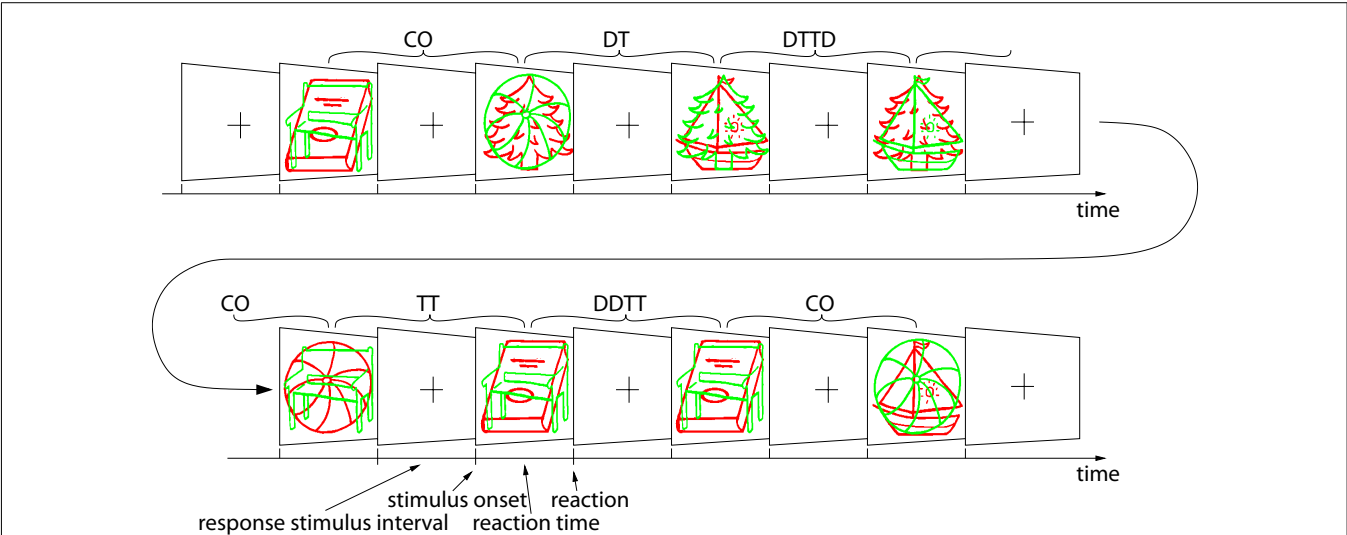 CO DT DTTD
time
CO TT DDTT CO
time
stimulus onset reaction
response stimulus interval reaction time